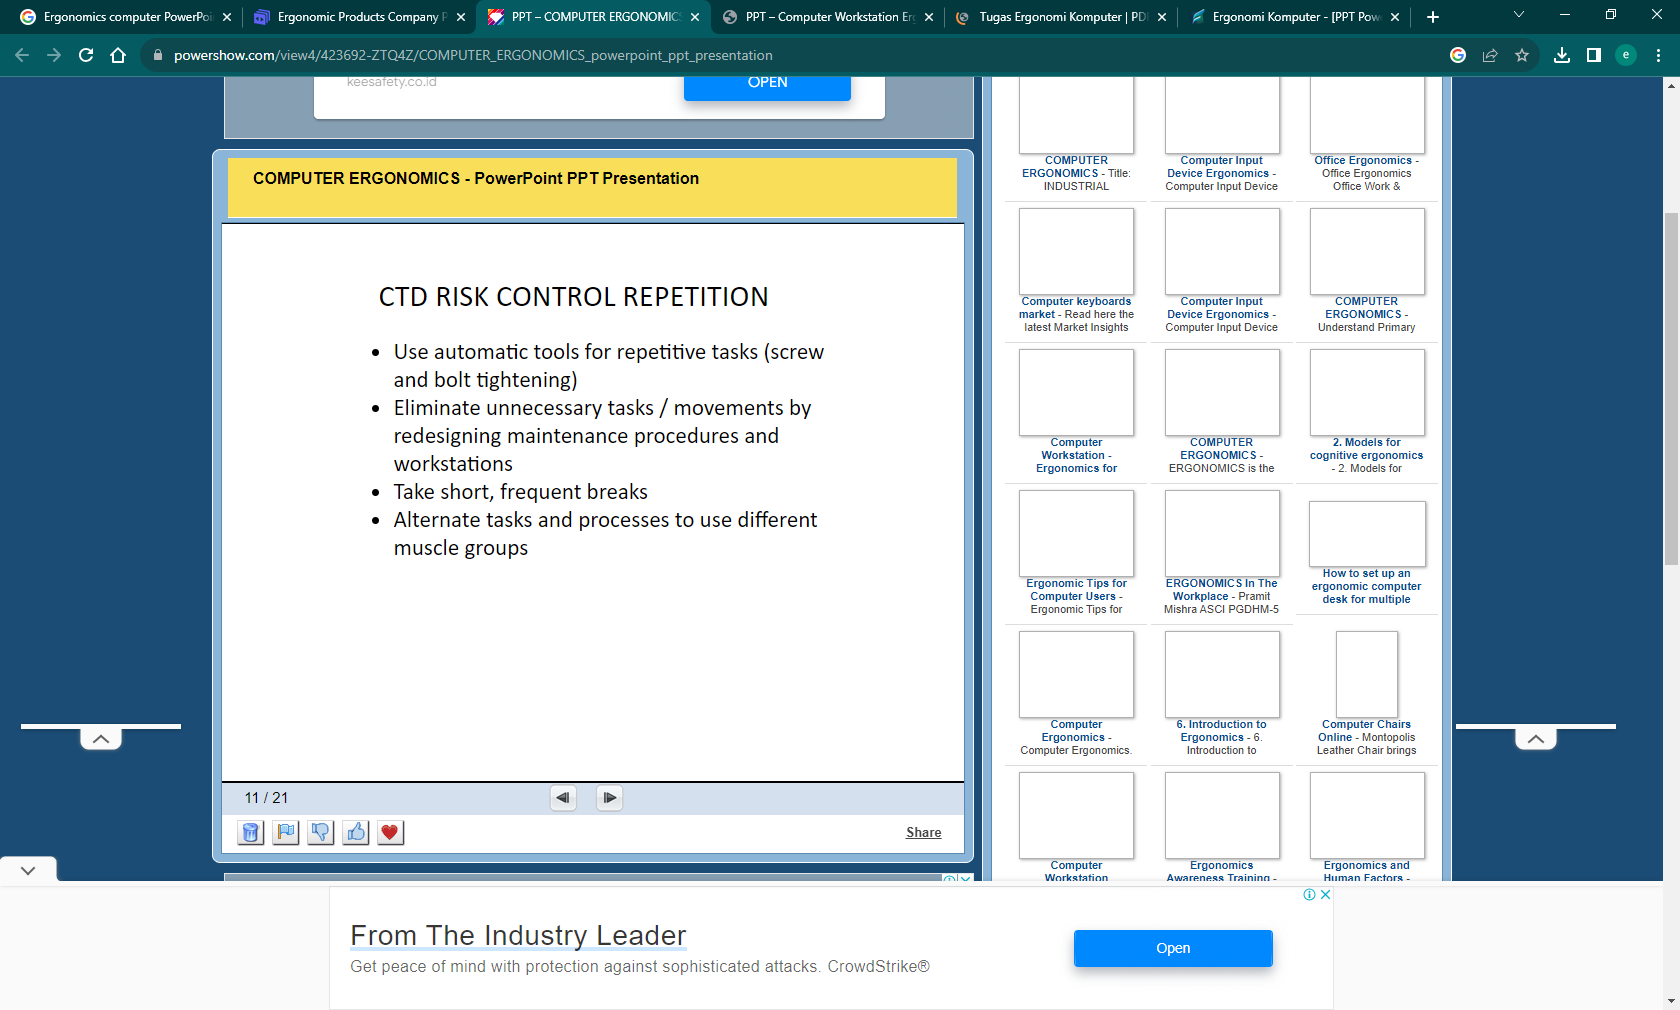 Ergonomics computer PowerPoi
Ergonomic Products Company P
PPT – COMPUTER ERGONOMICS
PPT – Computer Workstation Erg
Tugas Ergonomi Komputer | PDF
Ergonomi Komputer - [PPT Pow
powershow.com/view4/423692-ZTQ4Z/COMPUTER_ERGONOMICS_powerpoint_ppt_presentation
e
keesafety.co.id
OPEN
COMPUTER ERGONOMICS - PowerPoint PPT Presentation
CTD RISK CONTROL REPETITION
• Use automatic tools for repetitive tasks (screw
and bolt tightening)
• Eliminate unnecessary tasks / movements by
redesigning maintenance procedures and
workstations
• Take short, frequent breaks
• Alternate tasks and processes to use different
muscle groups
11 / 21
Share
COMPUTER
ERGONOMICS - Title:
INDUSTRIAL
Computer Input
Device Ergonomics -
Computer Input Device
Office Ergonomics -
Office Ergonomics
Office Work &
Computer keyboards
market - Read here the
latest Market Insights
Computer Input
Device Ergonomics -
Computer Input Device
COMPUTER
ERGONOMICS -
Understand Primary
Computer
Workstation -
Ergonomics for
COMPUTER
ERGONOMICS -
ERGONOMICS is the
2. Models for
cognitive ergonomics
- 2. Models for
Ergonomic Tips for
Computer Users -
Ergonomic Tips for
ERGONOMICS In The
Workplace - Pramit
Mishra ASCI PGDHM-5
How to set up an
ergonomic computer
desk for multiple
Computer
Ergonomics -
Computer Ergonomics.
6. Introduction to
Ergonomics - 6.
Introduction to
Computer Chairs
Online - Montopolis
Leather Chair brings
Computer
Workstation
Ergonomics
Awareness Training -
Ergonomics and
Human Factors -
From The Industry Leader
Get peace of mind with protection against sophisticated attacks. CrowdStrike®
Open